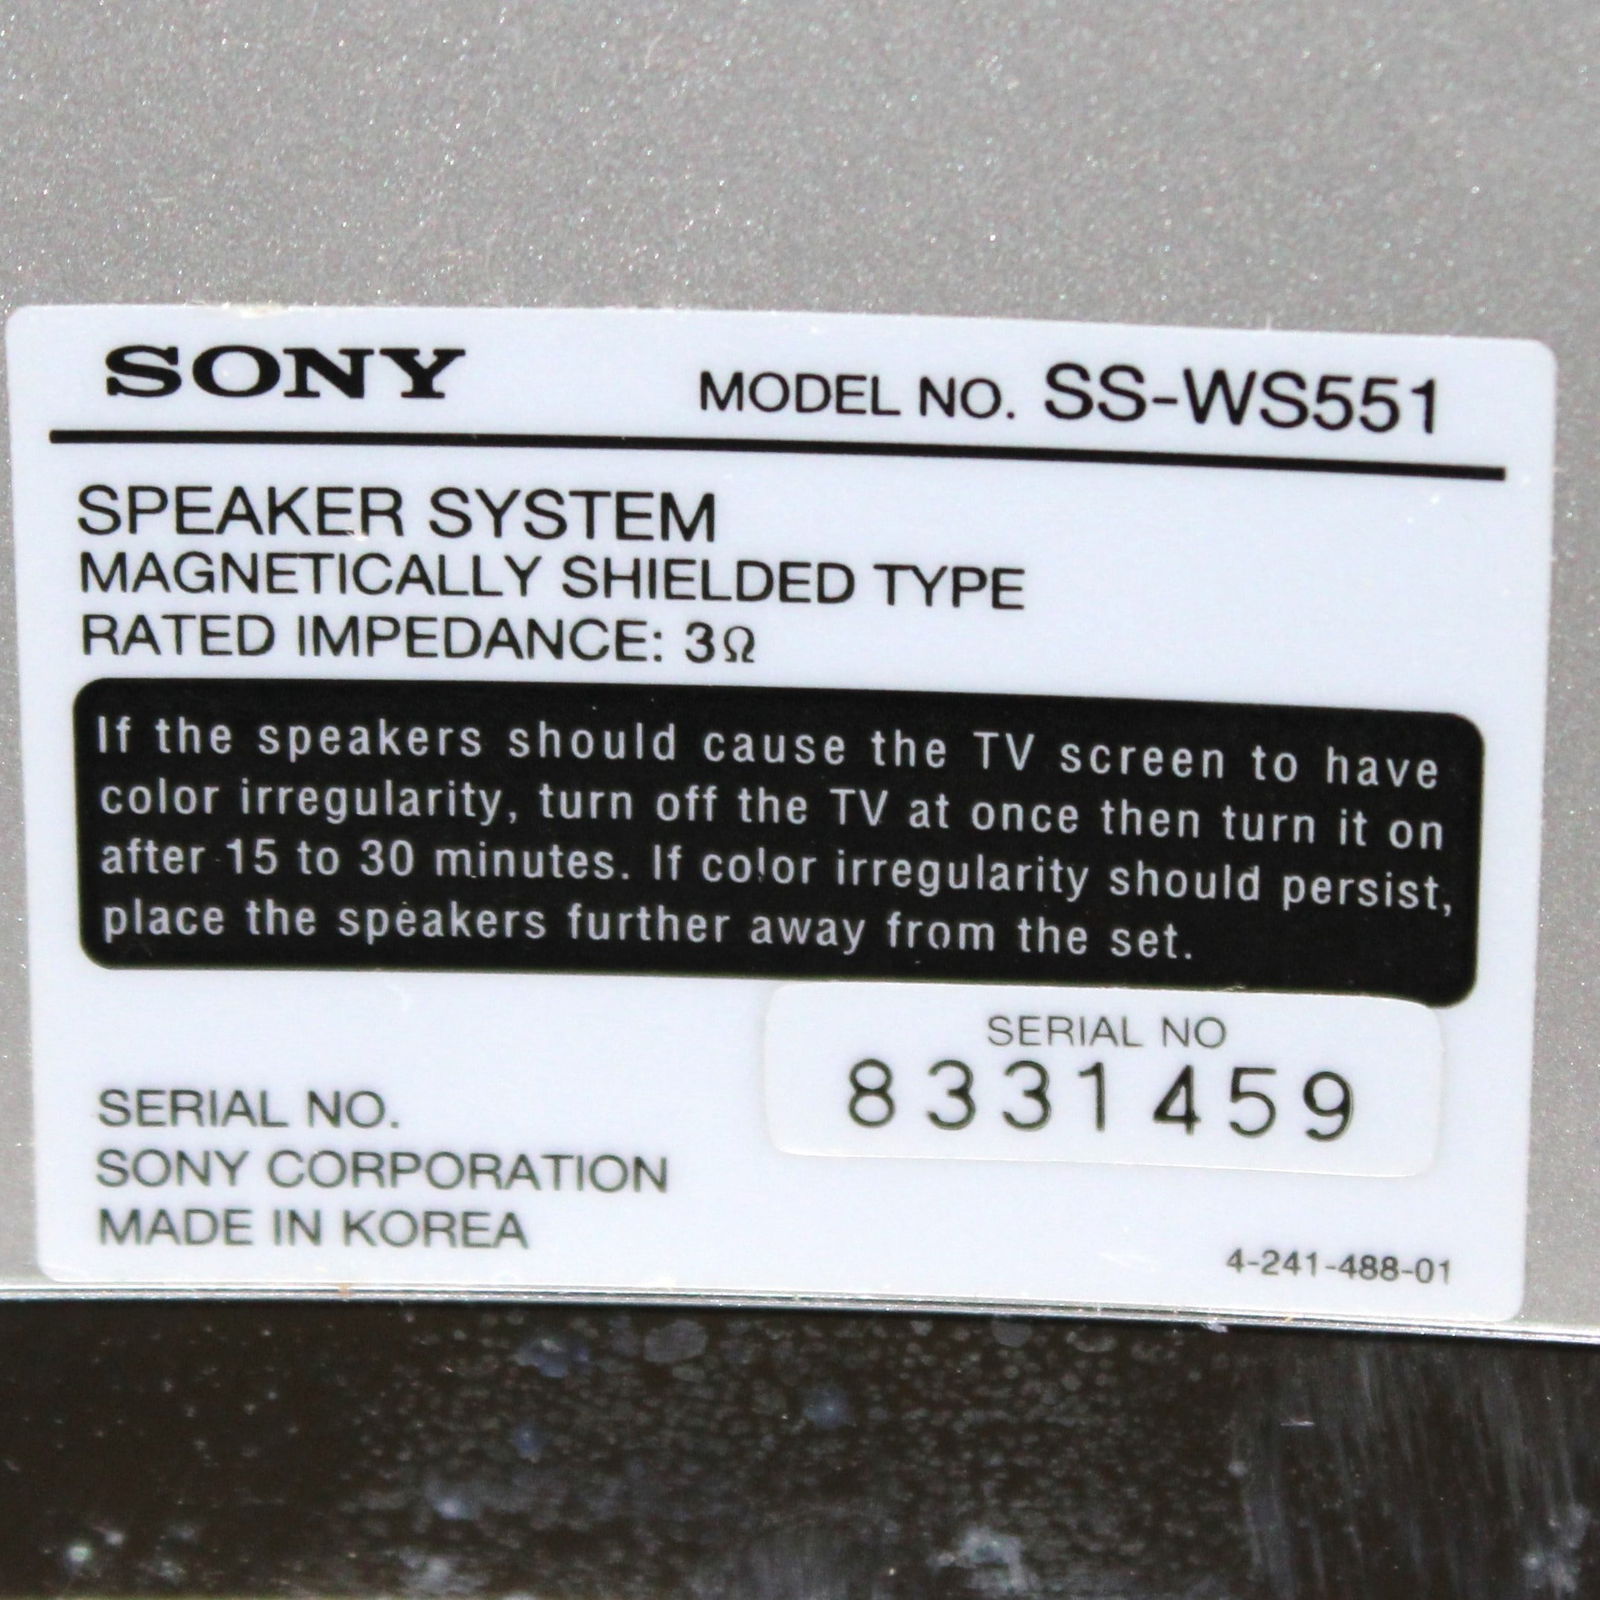 SONY MODEL NO. SS-WS551
SPEAKER SYSTEM
MAGNETICALLY SHIELDED TYPE
RATED IMPEDANCE: 3Ω
If the speakers should cause the TV screen to have
color irregularity, turn off the TV at once then turn it on
after 15 to 30 minutes. If color irregularity should persist,
place the speakers further away from the set.
SERIAL NO
8331459
SERIAL NO.
SONY CORPORATION
MADE IN KOREA
4-241-488-01